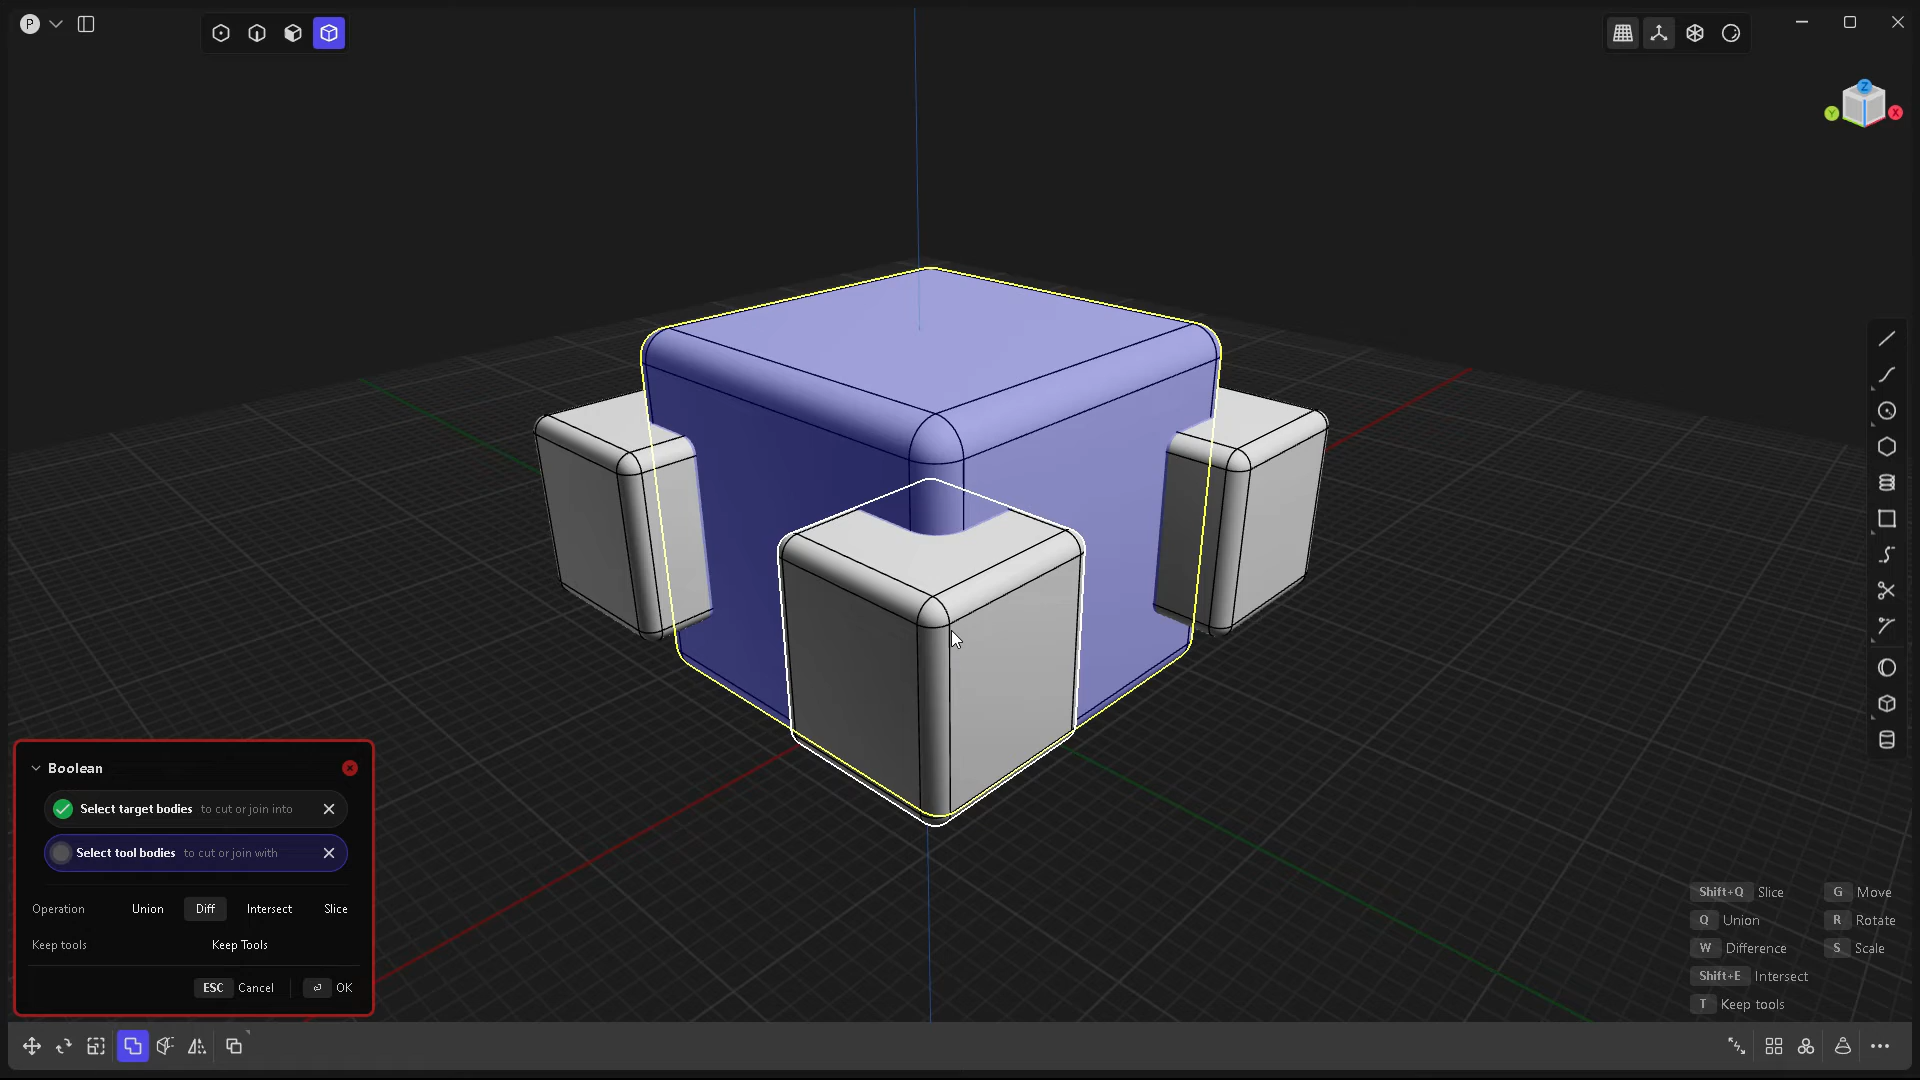 P
Z
Y
X
Boolean
Select target bodies to cut or join into
Select tool bodies to cut or join with
Operation Union Diff Intersect Slice
Keep tools Keep Tools
ESC Cancel OK
Shift+Q Slice G Move
Q Union R Rotate
W Difference S Scale
Shift+E Intersect
T Keep tools